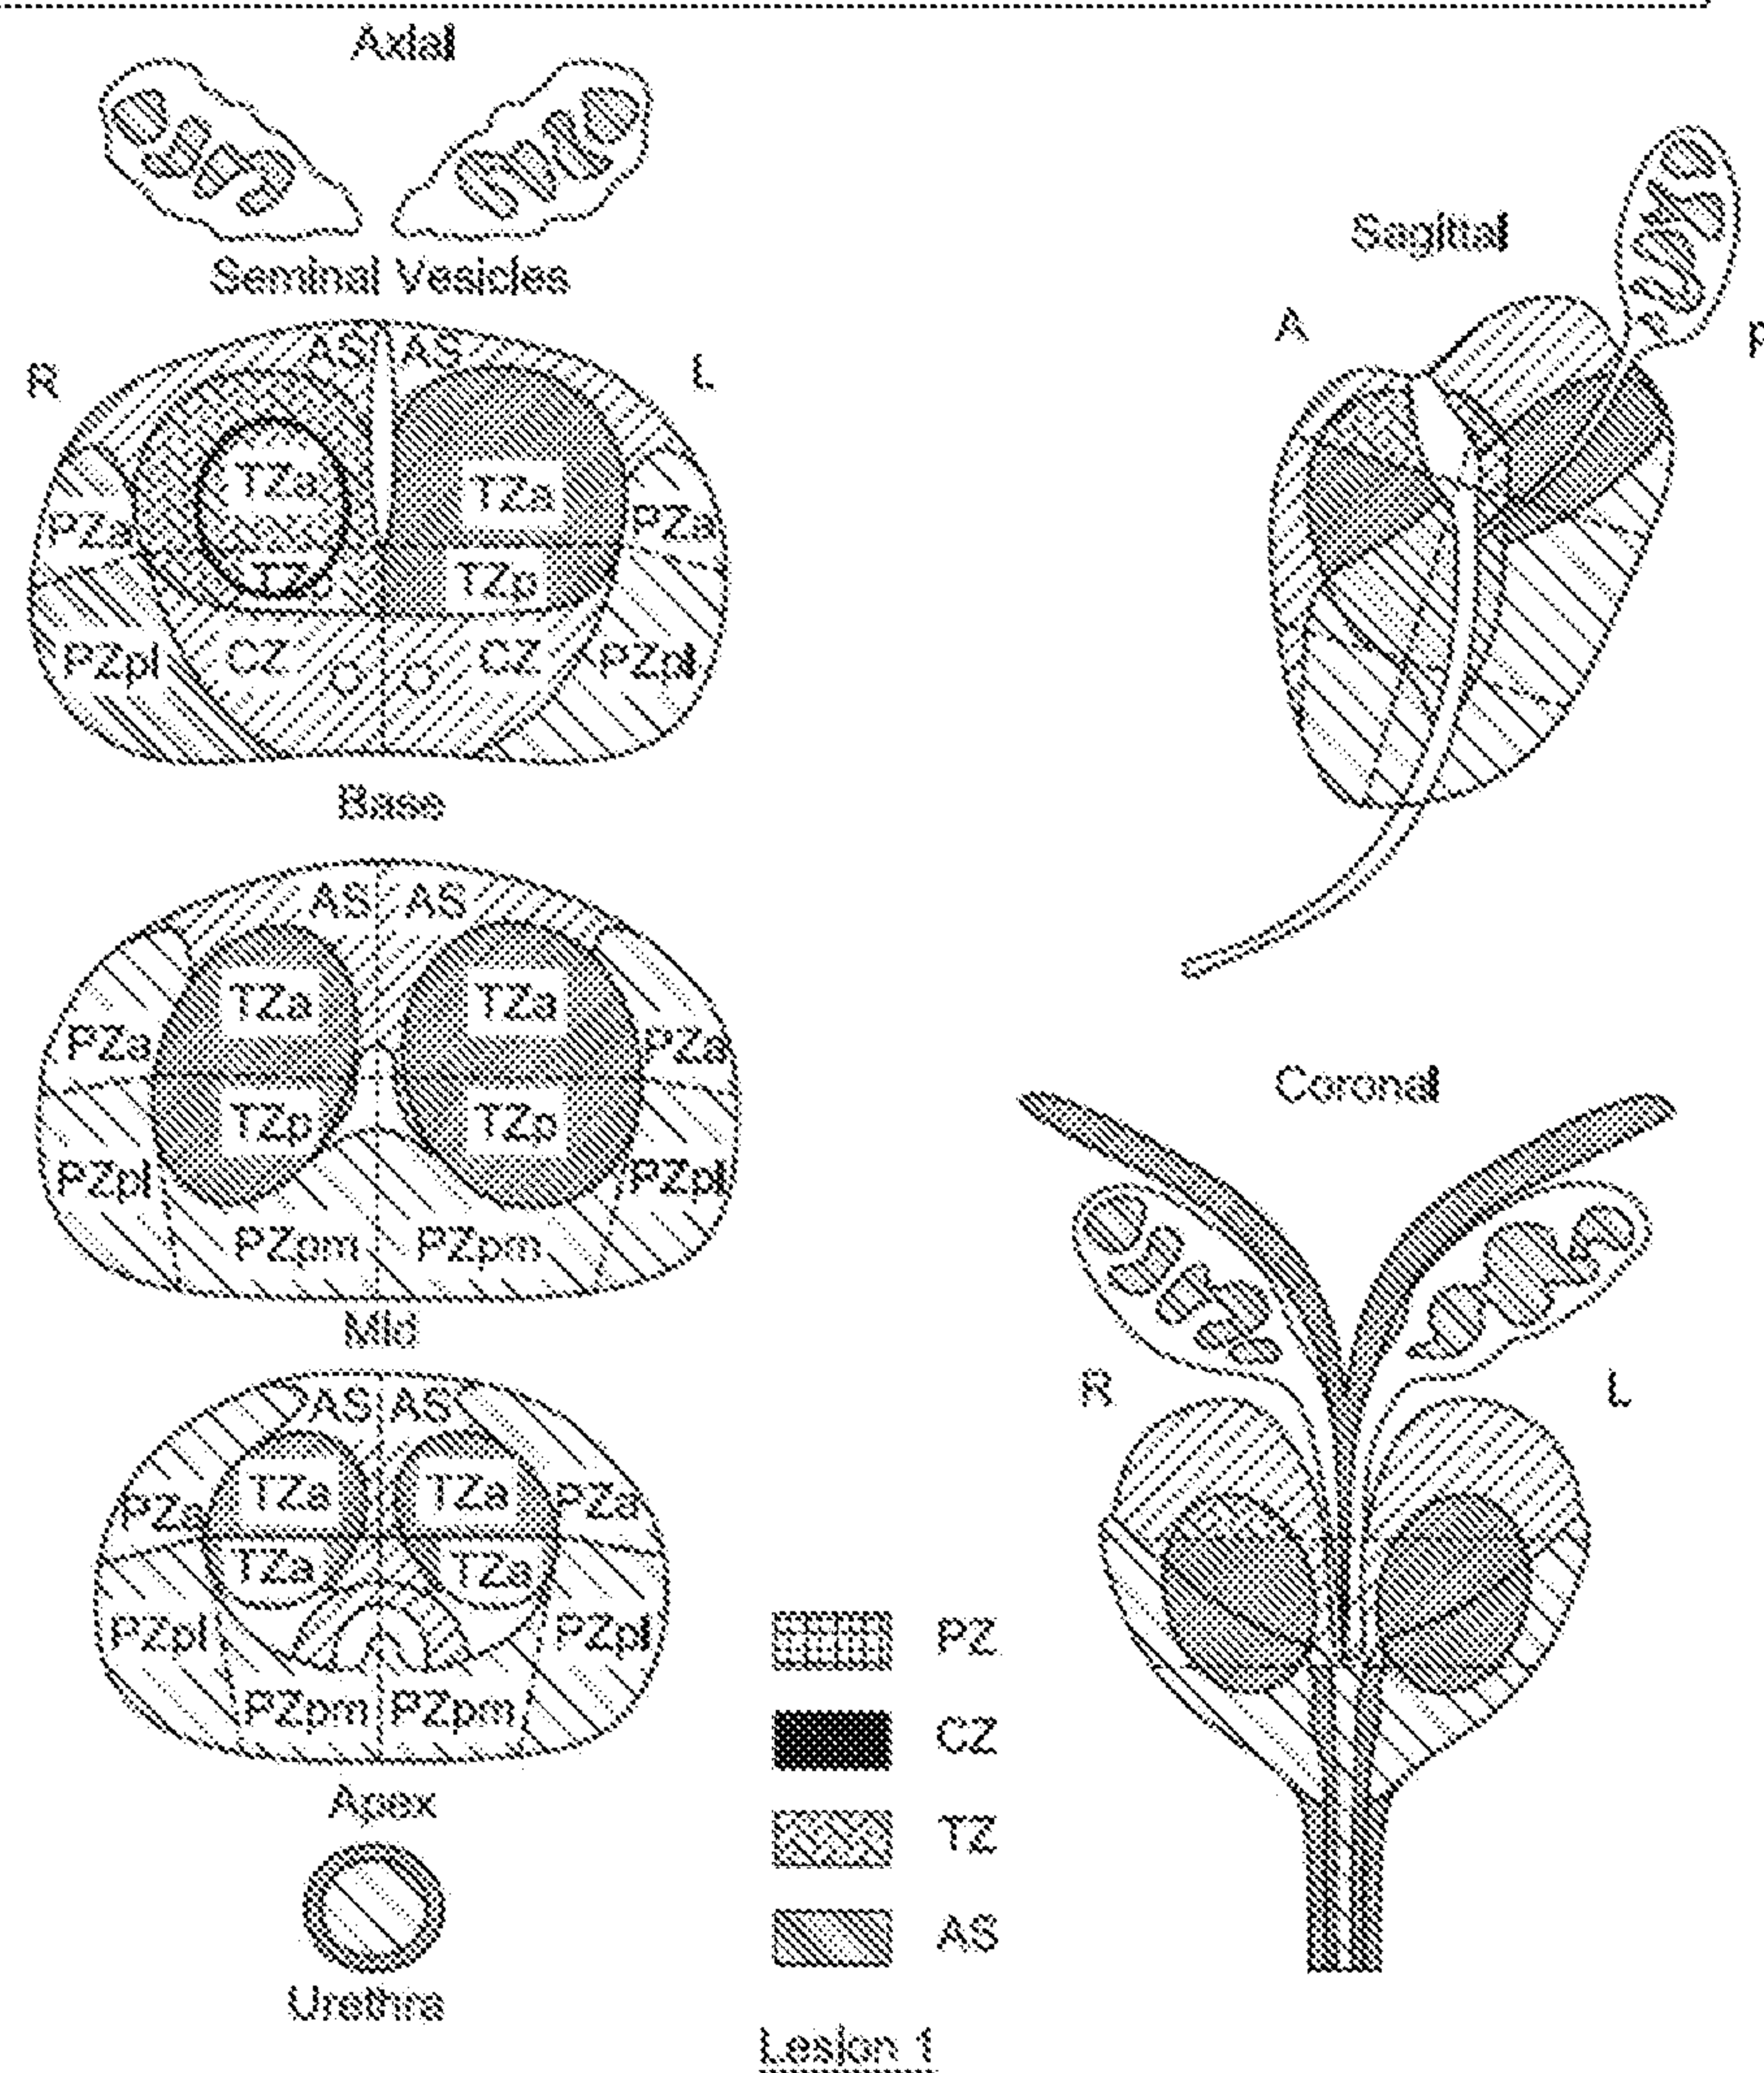 Axial
Seminal Vesicles
R
L
AS AS
TZa
TZa
PZa
PZa
TZ
TZp
CZ
CZ
PZpl
PZpl
Base
AS AS
TZa
TZa
PZa
PZa
TZp
TZp
PZpl
PZpl
PZpm
PZpm
Mid
AS AS
TZa
TZa
PZa
PZa
TZa
TZa
PZpl
PZpl
PZpm
PZpm
Apex
Urethra
PZ
CZ
TZ
AS
Lesion 1
Sagittal
A
Coronal
R
L